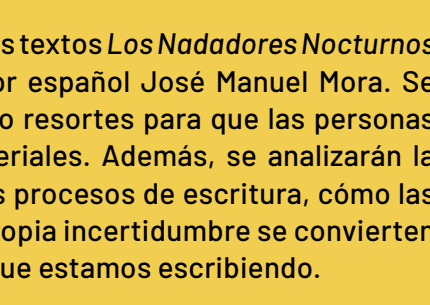 s textos Los Nadadores Nocturnos
or español José Manuel Mora. Se
o resortes para que las personas
eriales. Además, se analizarán la
s procesos de escritura, cómo las
opia incertidumbre se convierten
ue estamos escribiendo.